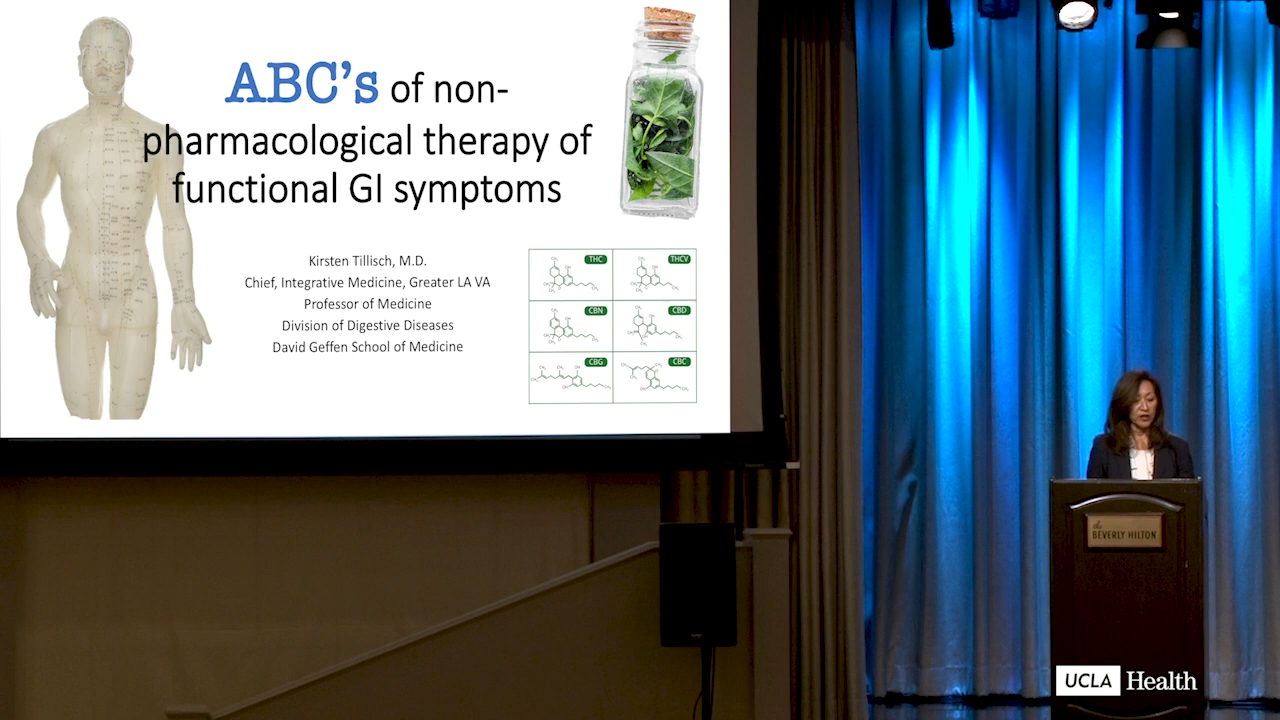 ABC's of non-
pharmacological therapy of
functional GI symptoms
Kirsten Tillisch, M.D.
Chief, Integrative Medicine, Greater LA VA
Professor of Medicine
Division of Digestive Diseases
David Geffen School of Medicine
THC
THCV
CBN
CBD
CBG
CBC
the
BEVERLY HILTON
UCLA Health